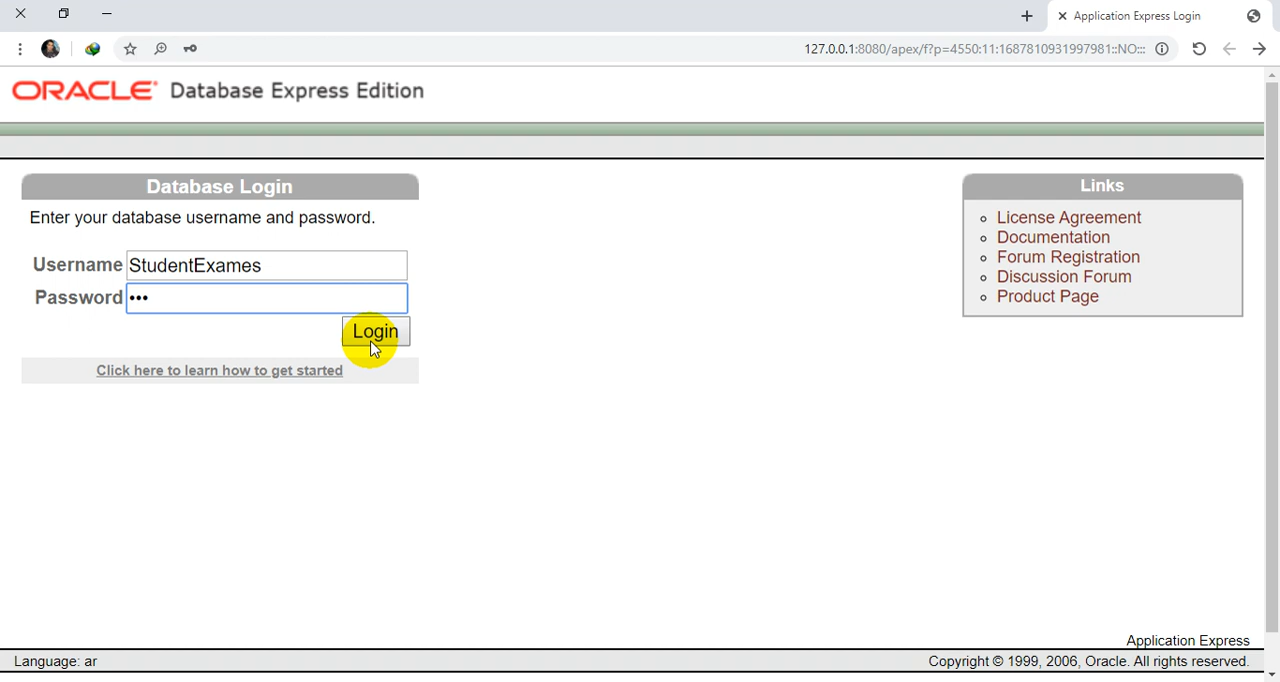 Application Express Login
127.0.0.1:8080/apex/f?p=4550:11:1687810931997981::NO:::
ORACLE Database Express Edition
Database Login
Enter your database username and password.
Username StudentExames
Password •••
Login
Click here to learn how to get started
Links
License Agreement
Documentation
Forum Registration
Discussion Forum
Product Page
Application Express
Language: ar
Copyright © 1999, 2006, Oracle. All rights reserved.